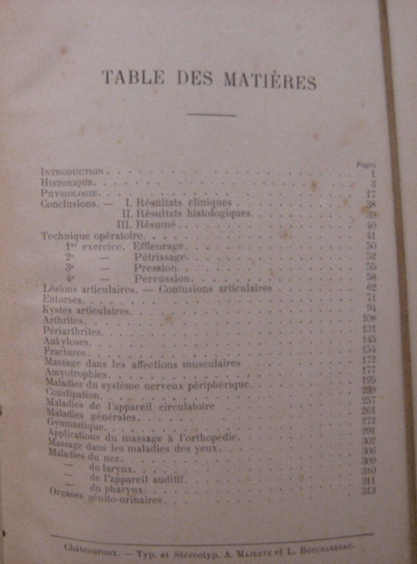 TABLE DES MATIÈRES
Pages
INTRODUCTION 1
HISTORIQUE. 3
PHYSIOLOGIE. 17
Conclusions. — I. Résultats cliniques 38
II. Résultats histologiques. 39
III. Résumé. 40
Technique opératoire. 41
1er exercice. Effleurage. 50
2e — Pétrissage. 52
3e — Pression. 55
4e — Percussion. 58
Lésions articulaires. — Contusions articulaires 62
Entorses. 71
Kystes articulaires. 94
Arthrites. 108
Périarthrites. 131
Ankyloses. 145
Fractures. 154
Massage dans les affections musculaires 172
Amyotrophies. 177
Maladies du système nerveux périphérique. 195
Constipation. 239
Maladies de l'appareil circulatoire 257
Maladies générales. 261
Gymnastique. 272
Applications du massage à l'orthopédie. 291
Massage dans les maladies des yeux. 302
Maladies du nez. 306
— du larynx. 309
— de l'appareil auditif. 310
— du pharynx. 311
Organes génito-urinaires. 313
Châteauroux. — Typ. et Stéréotyp. A. MAJESTÉ et L. BOUCHARDEAU.